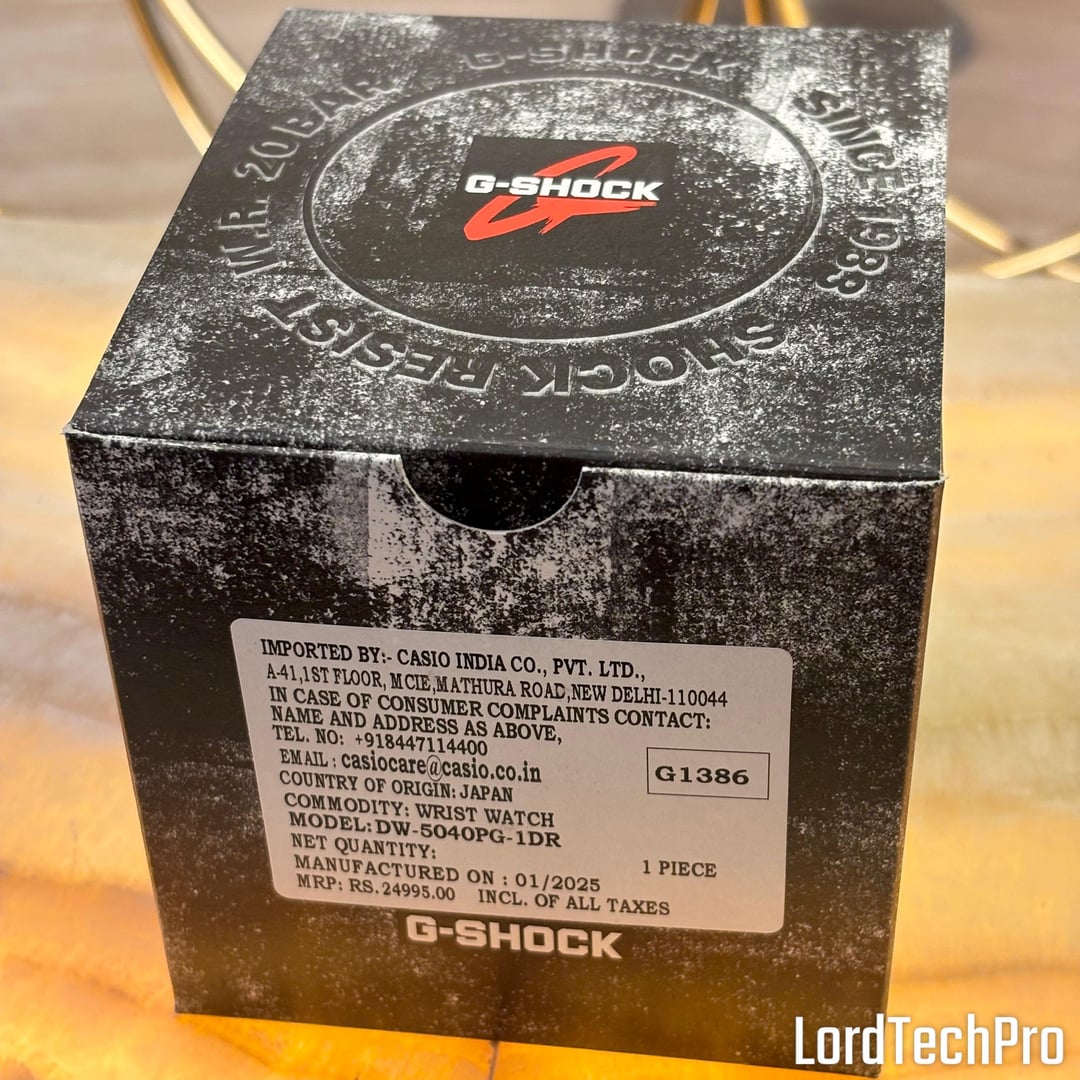 G-SHOCK
SINCE 1983
SHOCK RESIST
W.R. 20BAR
G-SHOCK
IMPORTED BY:- CASIO INDIA CO., PVT. LTD.,
A-41,1ST FLOOR, MCIE,MATHURA ROAD,NEW DELHI-110044
IN CASE OF CONSUMER COMPLAINTS CONTACT:
NAME AND ADDRESS AS ABOVE,
TEL. NO: +918447114400
EMAIL : casiocare@casio.co.in
G1386
COUNTRY OF ORIGIN: JAPAN
COMMODITY: WRIST WATCH
MODEL: DW-5040PG-1DR
NET QUANTITY: 1 PIECE
MANUFACTURED ON : 01/2025
MRP: RS. 24995.00 INCL. OF ALL TAXES
G-SHOCK
LordTechPro